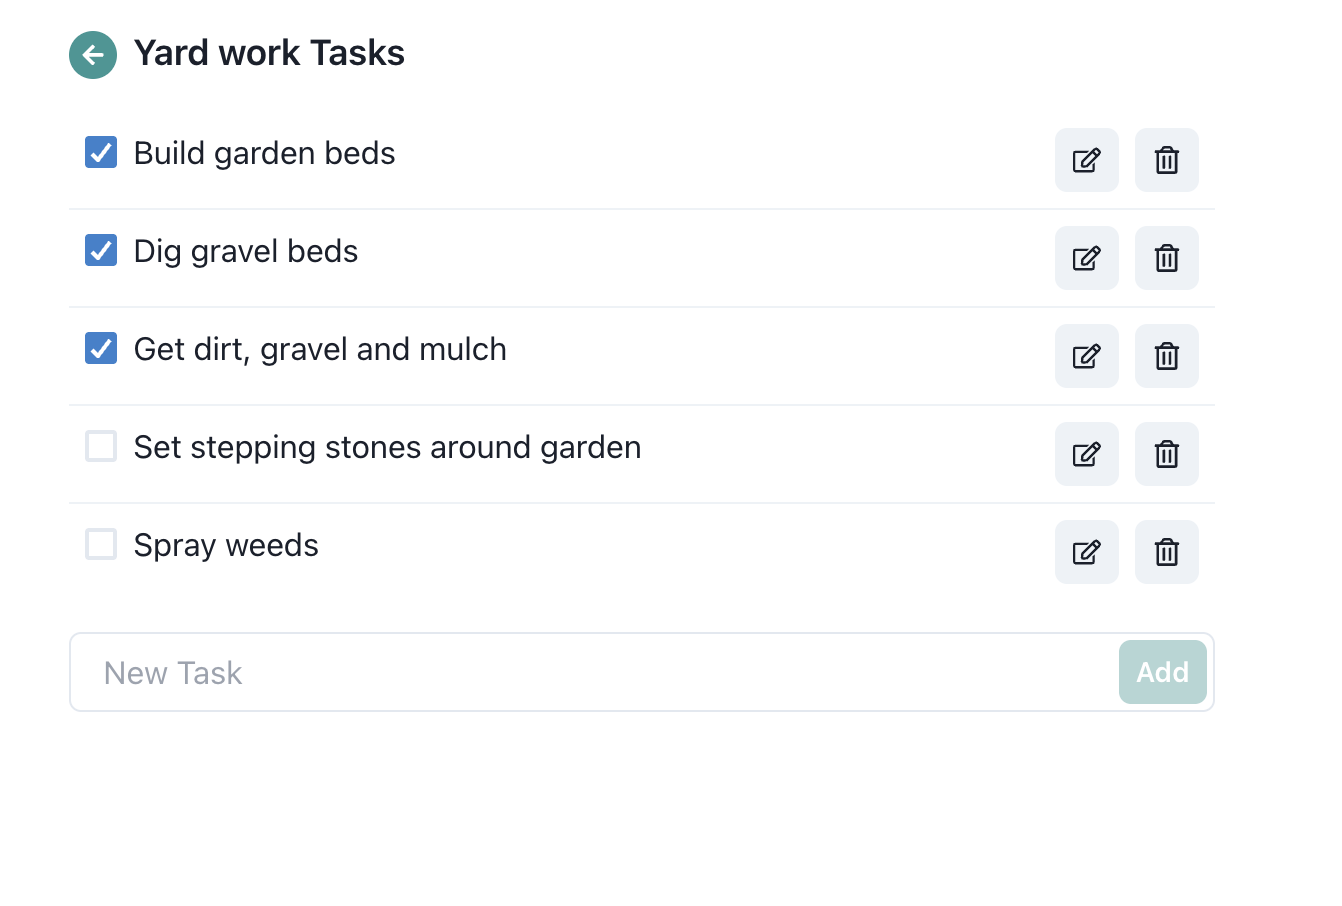 Yard work Tasks
Build garden beds
Dig gravel beds
Get dirt, gravel and mulch
Set stepping stones around garden
Spray weeds
New Task
Add